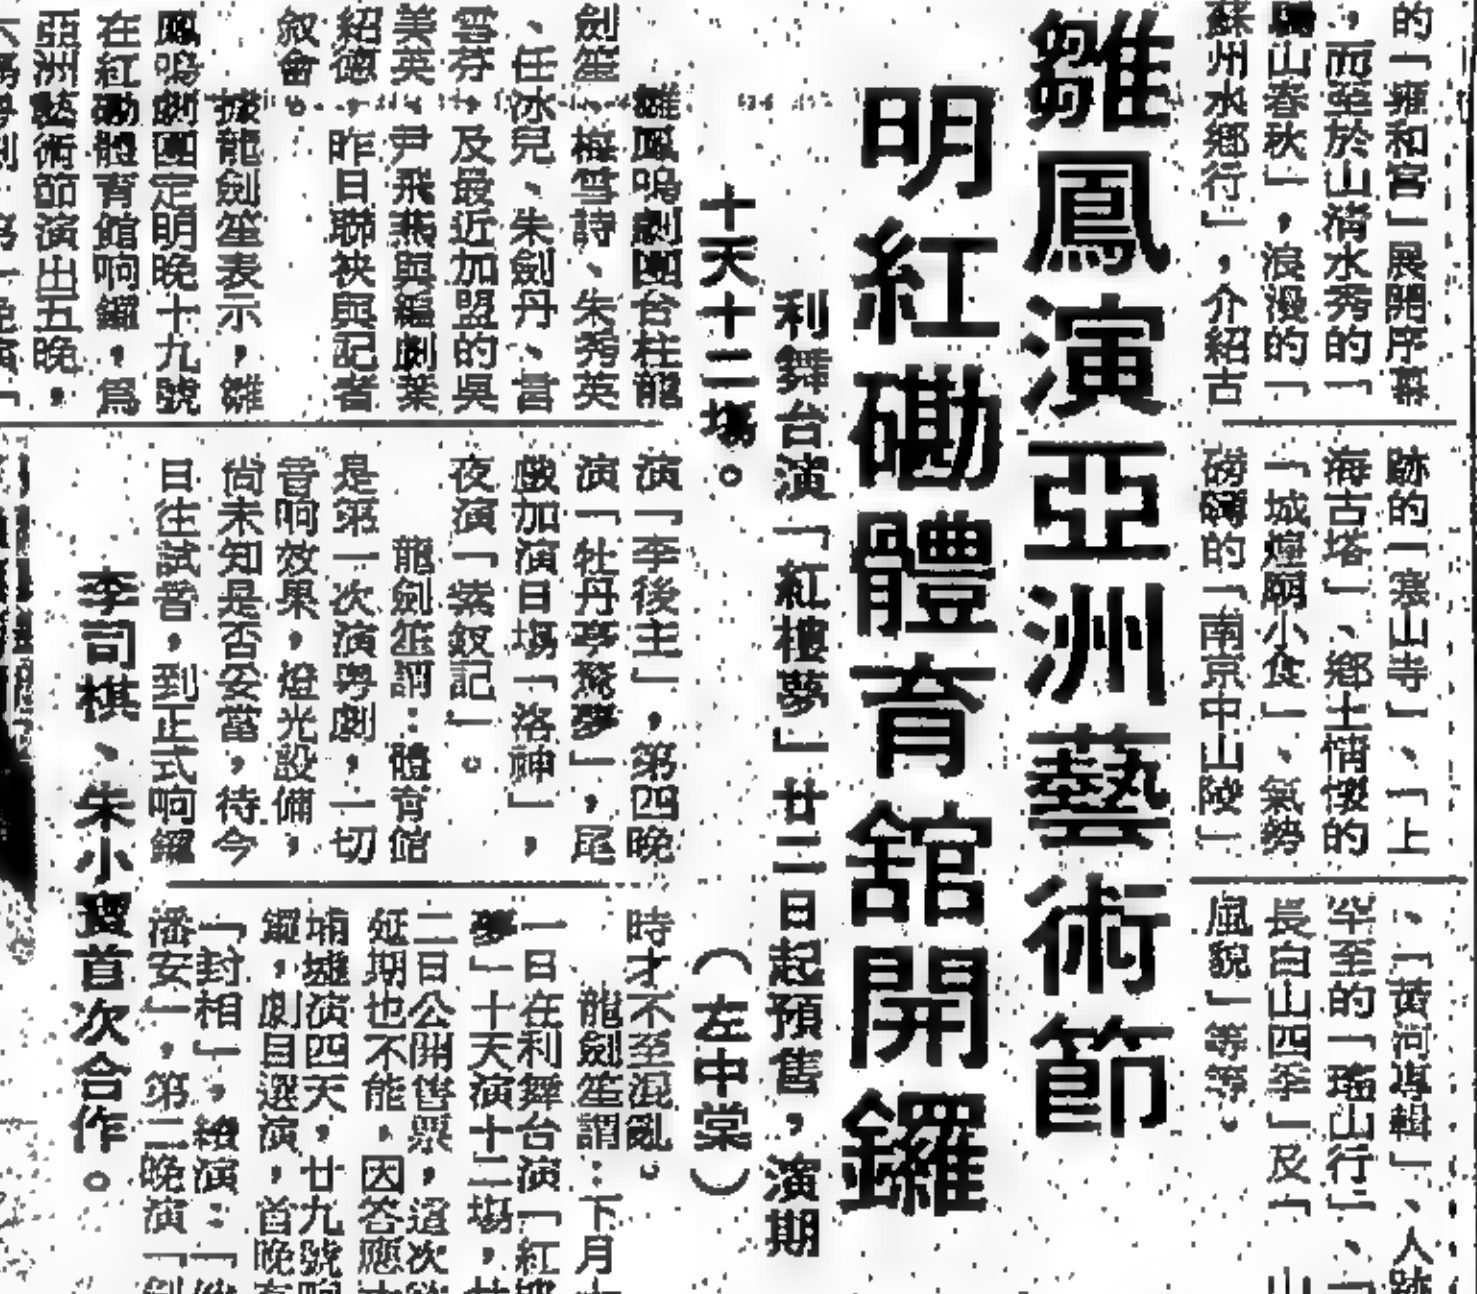 的「雍和宮」展開序幕
，而至於山清水秀的「
山春秋」，浪漫的「
蘇州水鄉行」，介紹古
跡的「寒山寺」、「上
海古塔」、鄉土情懷的
「城煌廟小食」、氣勢
磅礴的「南京中山陵」
、「黃河專輯」、人跡
罕至的「瑤山行」、「
長白山四季」及「　山
風貌」等等。
雛鳳演亞洲藝術節
明紅磡體育舘開鑼
利舞台演「紅樓夢」廿二日起預售，演期
十天十二塲。
（左中棠）
雛鳳鳴劇團台柱龍
劍笙、梅雪詩、朱秀英
、任冰兒、朱劍丹、言
雪芬，及最近加盟的吳
美英，尹飛燕與編劇葉
紹德，昨日聯袂與記者
敘會。
據龍劍笙表示，雛
鳳鳴劇團定明晚十九號
在紅磡體育館响鑼，爲
亞洲藝術節演出五晚，
演「李後主」，第四晚
演「牡丹亭驚夢」，尾
戲加演日塲「洛神」，
夜演「紫釵記」。
龍劍笙謂：體育館
是第一次演粤劇，一切
音响效果，燈光設備，
尚未知是否妥當，待今
日往試音，到正式响鑼
時才不至混亂。
龍劍笙謂：下月
一日在利舞台演「紅樓
夢」十天演十二塲，廿
二日公開售票，這次
延期也不能，因答應
埔墟演四天，廿九號响
鑼，劇目選演，首晚
「封相」，續演：「
潘安」，第二晚演「
李司棋、朱小寶首次合作。